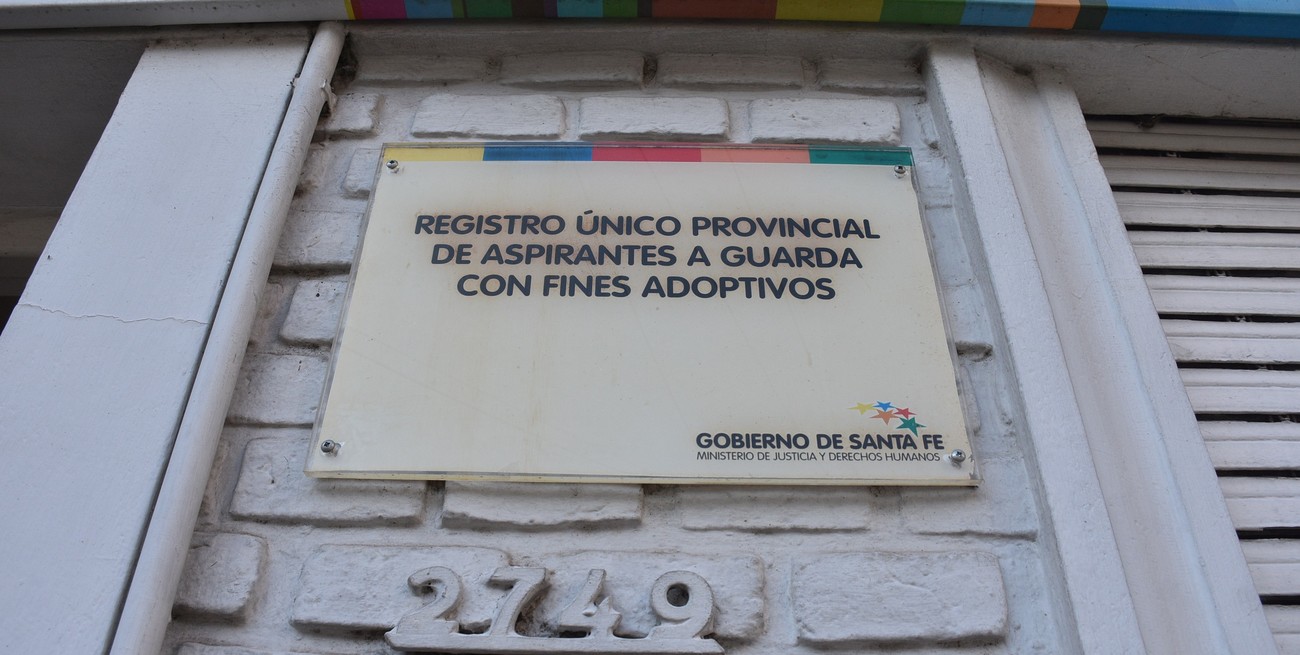 REGISTRO ÚNICO PROVINCIAL
DE ASPIRANTES A GUARDA
CON FINES ADOPTIVOS
GOBIERNO DE SANTA FE
MINISTERIO DE JUSTICIA Y DERECHOS HUMANOS
2749